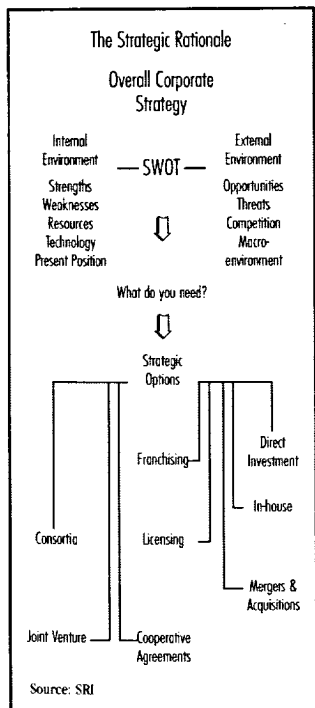 The Strategic Rationale
Overall Corporate
Strategy
Internal
Environment
— SWOT —
External
Environment
Strengths
Weaknesses
Resources
Technology
Present Position
Opportunities
Threats
Competition
Macro-
environment
What do you need?
Strategic
Options
Direct
Investment
Franchising
In-house
Consortia
Licensing
Mergers &
Acquisitions
Joint Venture
Cooperative
Agreements
Source: SRI